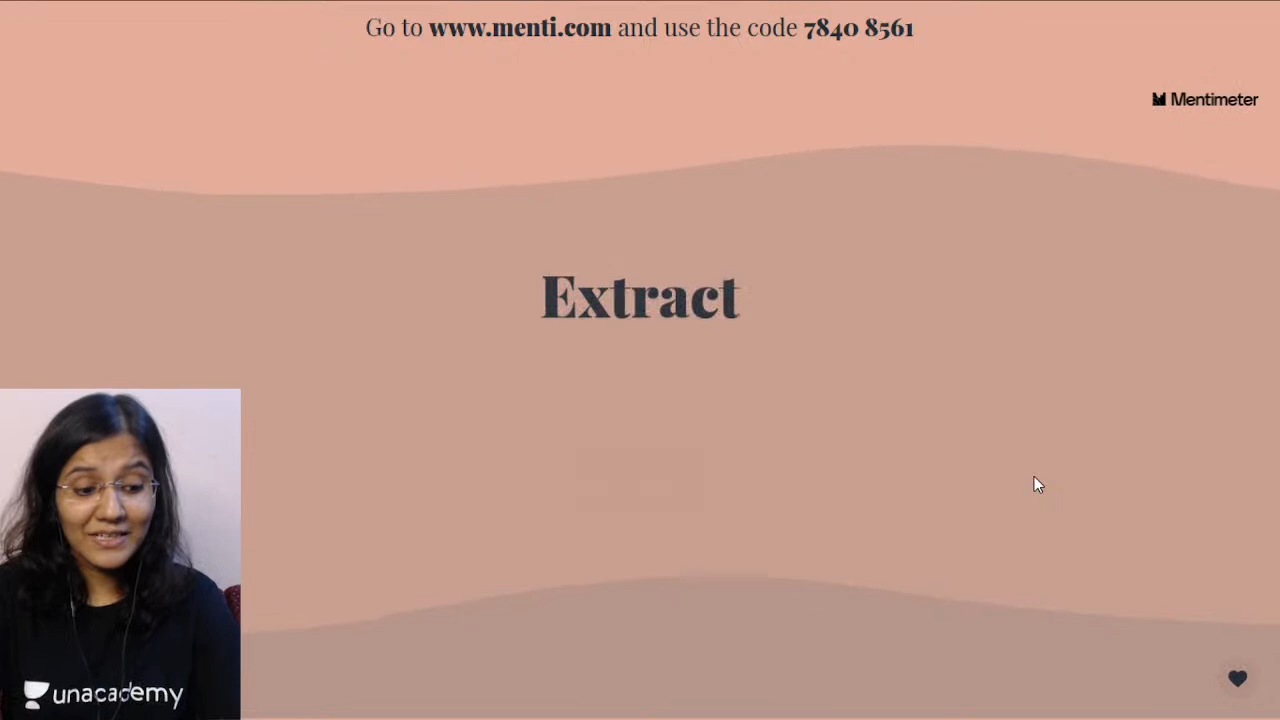 Go to www.menti.com and use the code 7840 8561
Mentimeter
Extract
unacademy